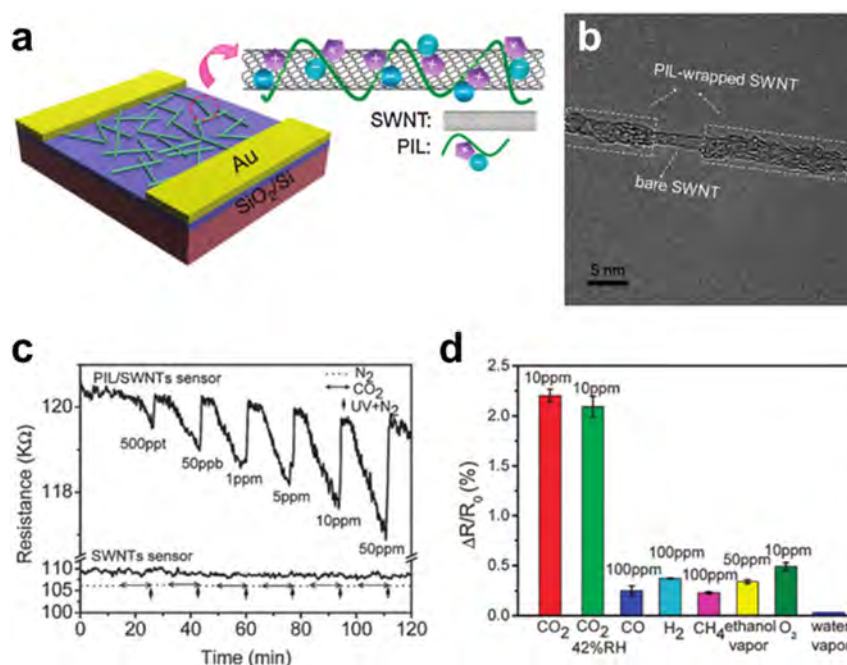 a
SWNT:
PIL:
Au
SiO2/Si
b
PIL-wrapped SWNT
bare SWNT
5 nm
c
PIL/SWNTs sensor
N2
CO2
UV+N2
500ppt
50ppb
1ppm
5ppm
10ppm
50ppm
SWNTs sensor
120
118
110
105
100
Resistance (KΩ)
0 20 40 60 80 100 120
Time (min)
d
2.5
2.0
1.5
1.0
0.5
0.0
ΔR/R0 (%)
10ppm
10ppm
100ppm
100ppm
100ppm
50ppm
10ppm
CO2 CO2 CO H2 CH4 ethanol O2 water
42%RH vapor vapor